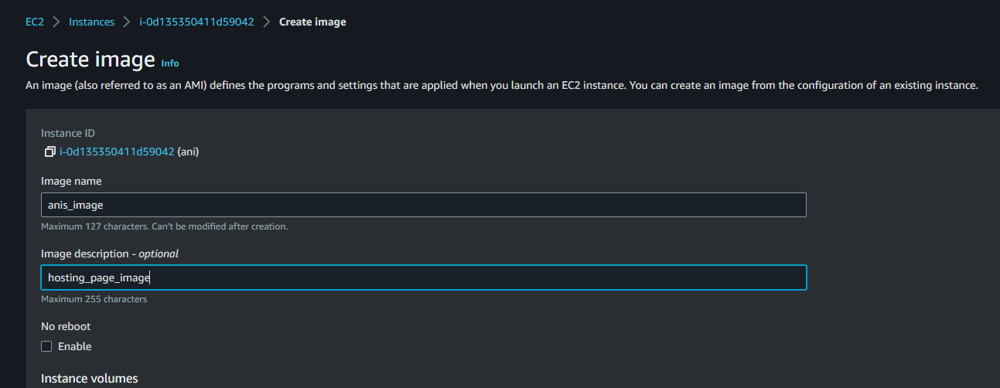 EC2 > Instances > i-0d135350411d59042 > Create image
Create image Info
An image (also referred to as an AMI) defines the programs and settings that are applied when you launch an EC2 instance. You can create an image from the configuration of an existing instance.
Instance ID
i-0d135350411d59042 (ani)
Image name
anis_image
Maximum 127 characters. Can't be modified after creation.
Image description - optional
hosting_page_image
Maximum 255 characters
No reboot
Enable
Instance volumes